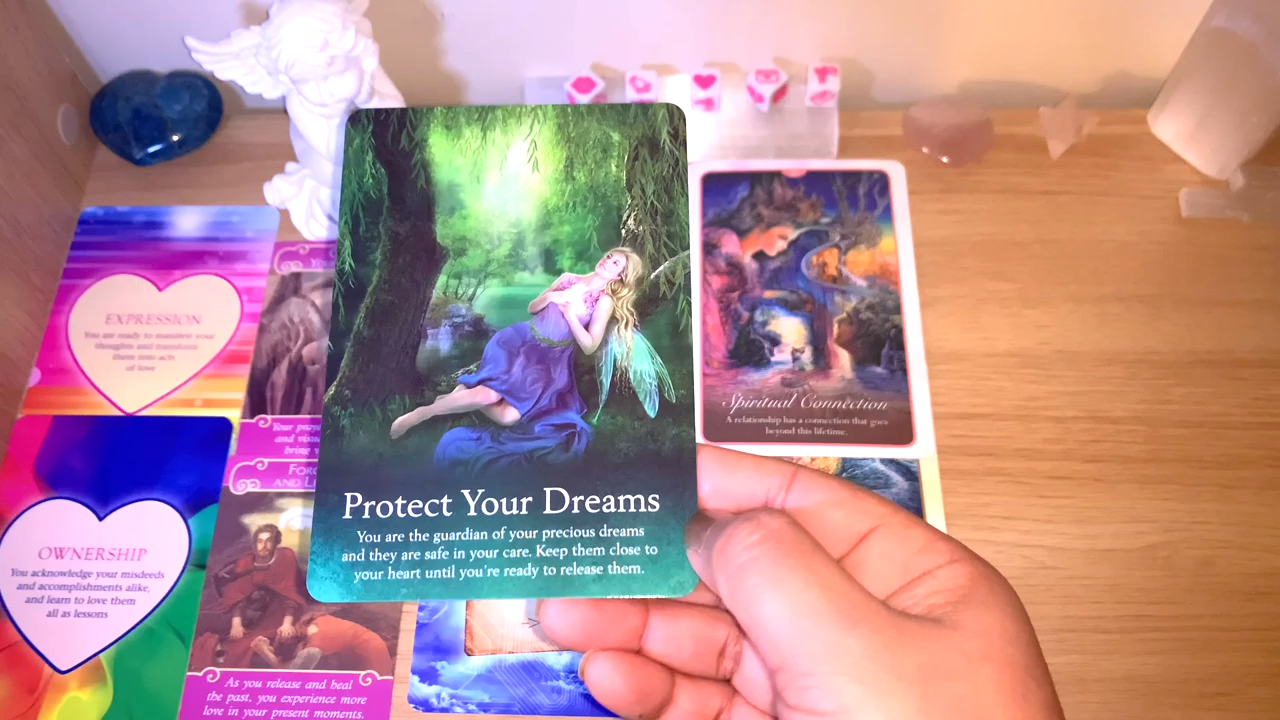 EXPRESSION
You are ready to manifest your
thoughts and transform
them into acts
of love
OWNERSHIP
You acknowledge your misdeeds
and accomplishments alike,
and learn to love them
all as lessons
Your
and
bring
As you release and heal
the past, you experience more
love in your present moments.
Protect Your Dreams
You are the guardian of your precious dreams
and they are safe in your care. Keep them close to
your heart until you're ready to release them.
Spiritual Connection
A relationship has a connection that goes
beyond this lifetime.